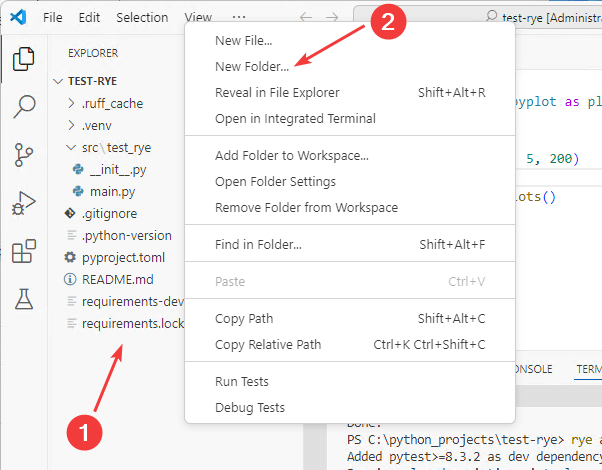 File Edit Selection View
test-rye [Administra
2
EXPLORER
TEST-RYE
.ruff_cache
.venv
src\test_rye
__init__.py
main.py
.gitignore
.python-version
pyproject.toml
README.md
requirements-dev
requirements.lock
1
New File...
New Folder...
Reveal in File Explorer Shift+Alt+R
Open in Integrated Terminal
Add Folder to Workspace...
Open Folder Settings
Remove Folder from Workspace
Find in Folder... Shift+Alt+F
Paste Ctrl+V
Copy Path Shift+Alt+C
Copy Relative Path Ctrl+K Ctrl+Shift+C
Run Tests
Debug Tests
pyplot as pl
5, 200)
lots()
ONSOLE TERM
Done!
PS C:\python_projects\test-rye> rye a
Added pytest>=8.3.2 as dev dependency